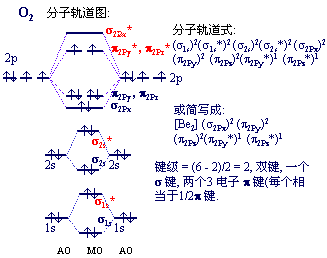 O₂ 分子轨道图:
分子轨道式:
(σ₁ₛ)²(σ₁ₛ*)²(σ₂ₛ)²(σ₂ₛ*)²(σ₂Pₓ)²
(π₂Py)² (π₂Pz)²(π₂Py*)¹ (π₂Pz*)¹
σ₂Pₓ*
π₂Py*, π₂Pz*
2p
2p
π₂Py, π₂Pz
σ₂Pₓ
或简写成:
[Be₂] (σ₂Pₓ)² (π₂Py)²
(π₂Pz)²(π₂Py*)¹ (π₂Pz*)¹
σ₂ₛ*
2s
σ₂ₛ
2s
键级 = (6 - 2)/2 = 2, 双键, 一个
σ 键, 两个3 电子 π 键(每个相
当于1/2π 键.
σ₁ₛ*
1s
σ₁ₛ
1s
AO MO AO